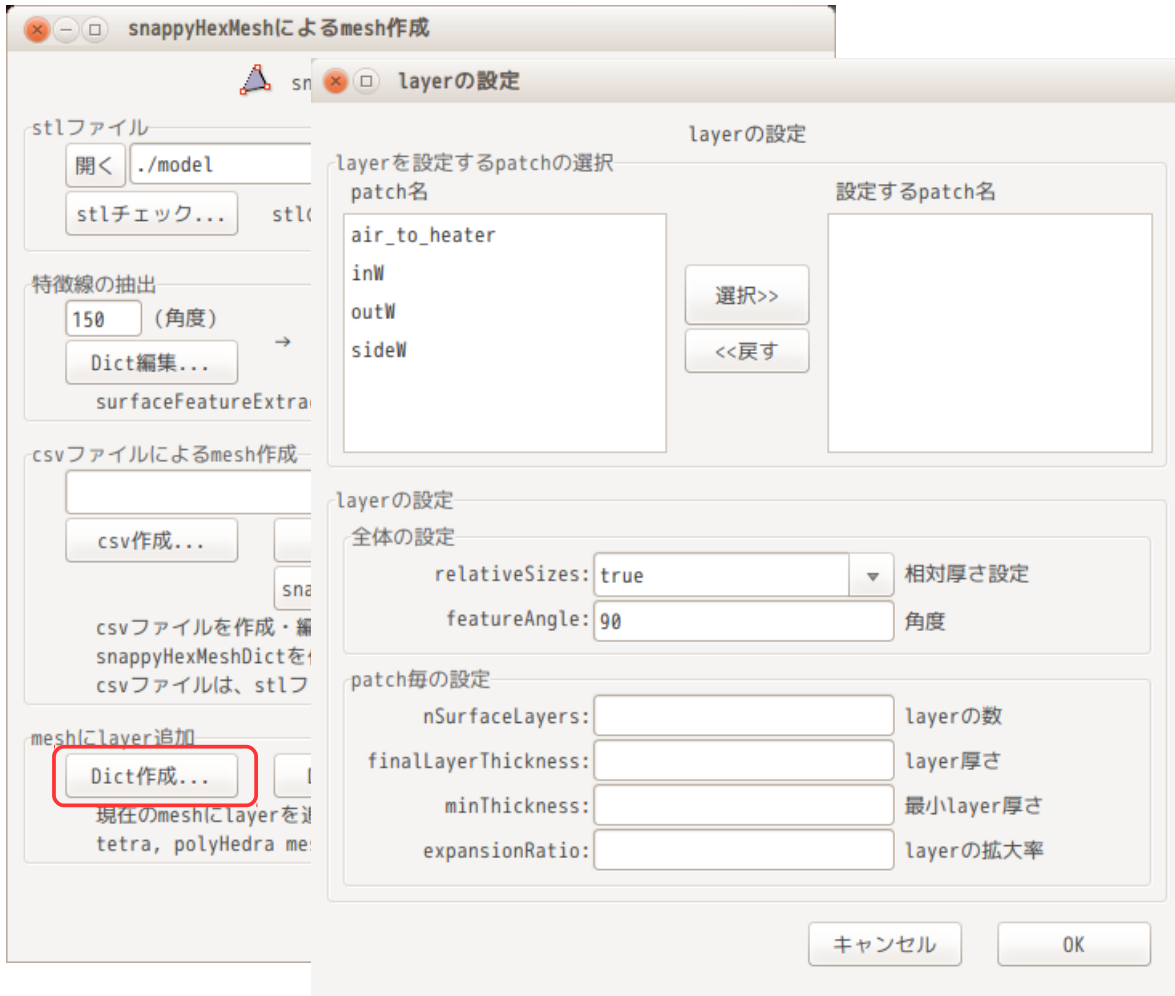 snappyHexMeshによるmesh作成
stlファイル
開く ./model
stlチェック...
特徴線の抽出
150 (角度)
→
Dict編集...
csvファイルによるmesh作成
csv作成...
csvファイルを作成・編
snappyHexMeshDictを
csvファイルは、stlフ
meshにlayer追加
Dict作成...
現在のmeshにlayerを追
tetra, polyHedra
layerの設定
layerの設定
layerを設定するpatchの選択
patch名
air_to_heater
inW
outW
sideW
選択>>
<<戻す
設定するpatch名
layerの設定
全体の設定
relativeSizes: true 相対厚さ設定
featureAngle: 90 角度
patch毎の設定
nSurfaceLayers: layerの数
finalLayerThickness: layer厚さ
minThickness: 最小layer厚さ
expansionRatio: layerの拡大率
キャンセル OK